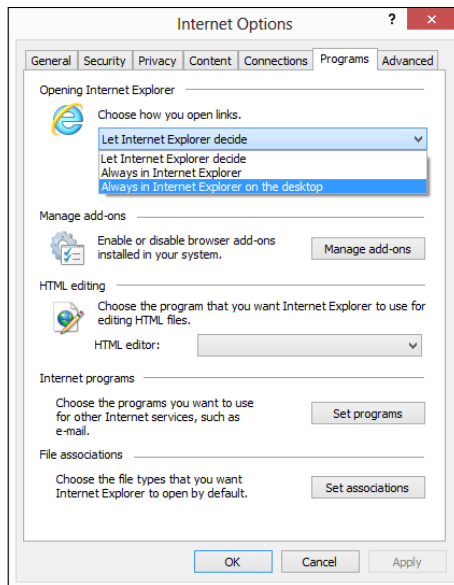 Internet Options
?
General Security Privacy Content Connections Programs Advanced
Opening Internet Explorer
Choose how you open links.
Let Internet Explorer decide
Let Internet Explorer decide
Always in Internet Explorer
Always in Internet Explorer on the desktop
Manage add-ons
Enable or disable browser add-ons
installed in your system.
Manage add-ons
HTML editing
Choose the program that you want Internet Explorer to use for
editing HTML files.
HTML editor:
Internet programs
Choose the programs you want to use
for other Internet services, such as
e-mail.
Set programs
File associations
Choose the file types that you want
Internet Explorer to open by default.
Set associations
OK Cancel Apply